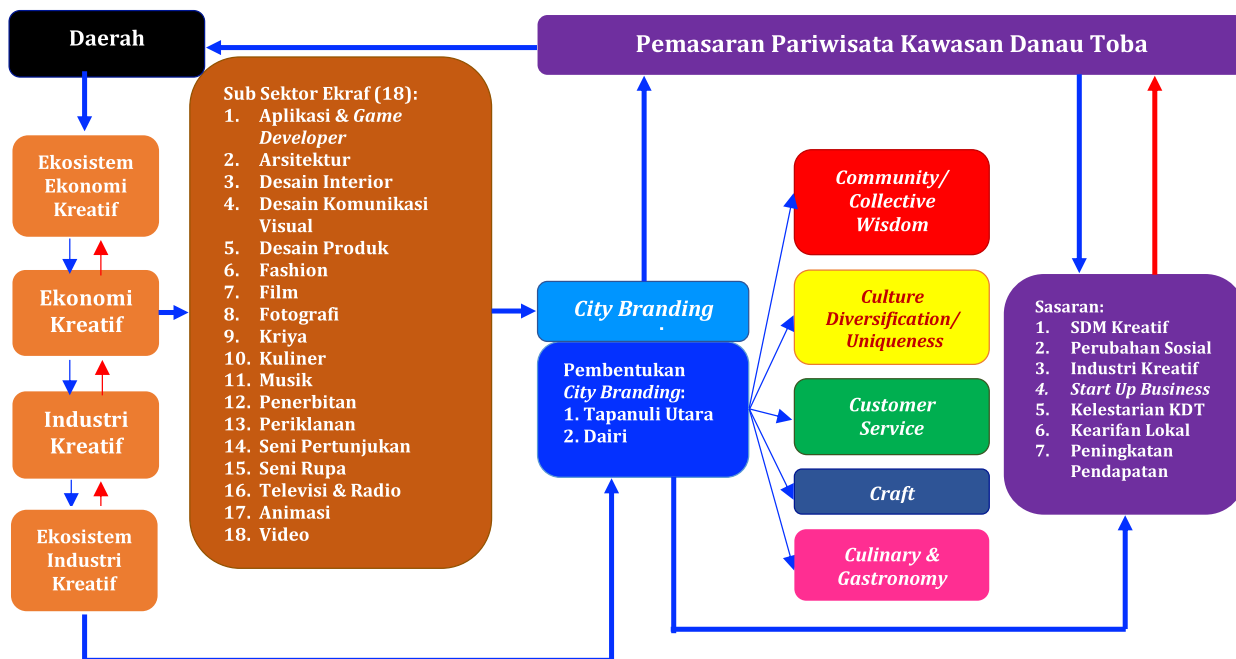 Daerah
Pemasaran Pariwisata Kawasan Danau Toba
Ekosistem
Ekonomi
Kreatif
Ekonomi
Kreatif
Industri
Kreatif
Ekosistem
Industri
Kreatif
Sub Sektor Ekraf (18):
1. Aplikasi & Game
Developer
2. Arsitektur
3. Desain Interior
4. Desain Komunikasi
Visual
5. Desain Produk
6. Fashion
7. Film
8. Fotografi
9. Kriya
10. Kuliner
11. Musik
12. Penerbitan
13. Periklanan
14. Seni Pertunjukan
15. Seni Rupa
16. Televisi & Radio
17. Animasi
18. Video
City Branding
.
Pembentukan
City Branding:
1. Tapanuli Utara
2. Dairi
Community/
Collective
Wisdom
Culture
Diversification/
Uniqueness
Customer
Service
Craft
Culinary &
Gastronomy
Sasaran:
1. SDM Kreatif
2. Perubahan Sosial
3. Industri Kreatif
4. Start Up Business
5. Kelestarian KDT
6. Kearifan Lokal
7. Peningkatan
Pendapatan